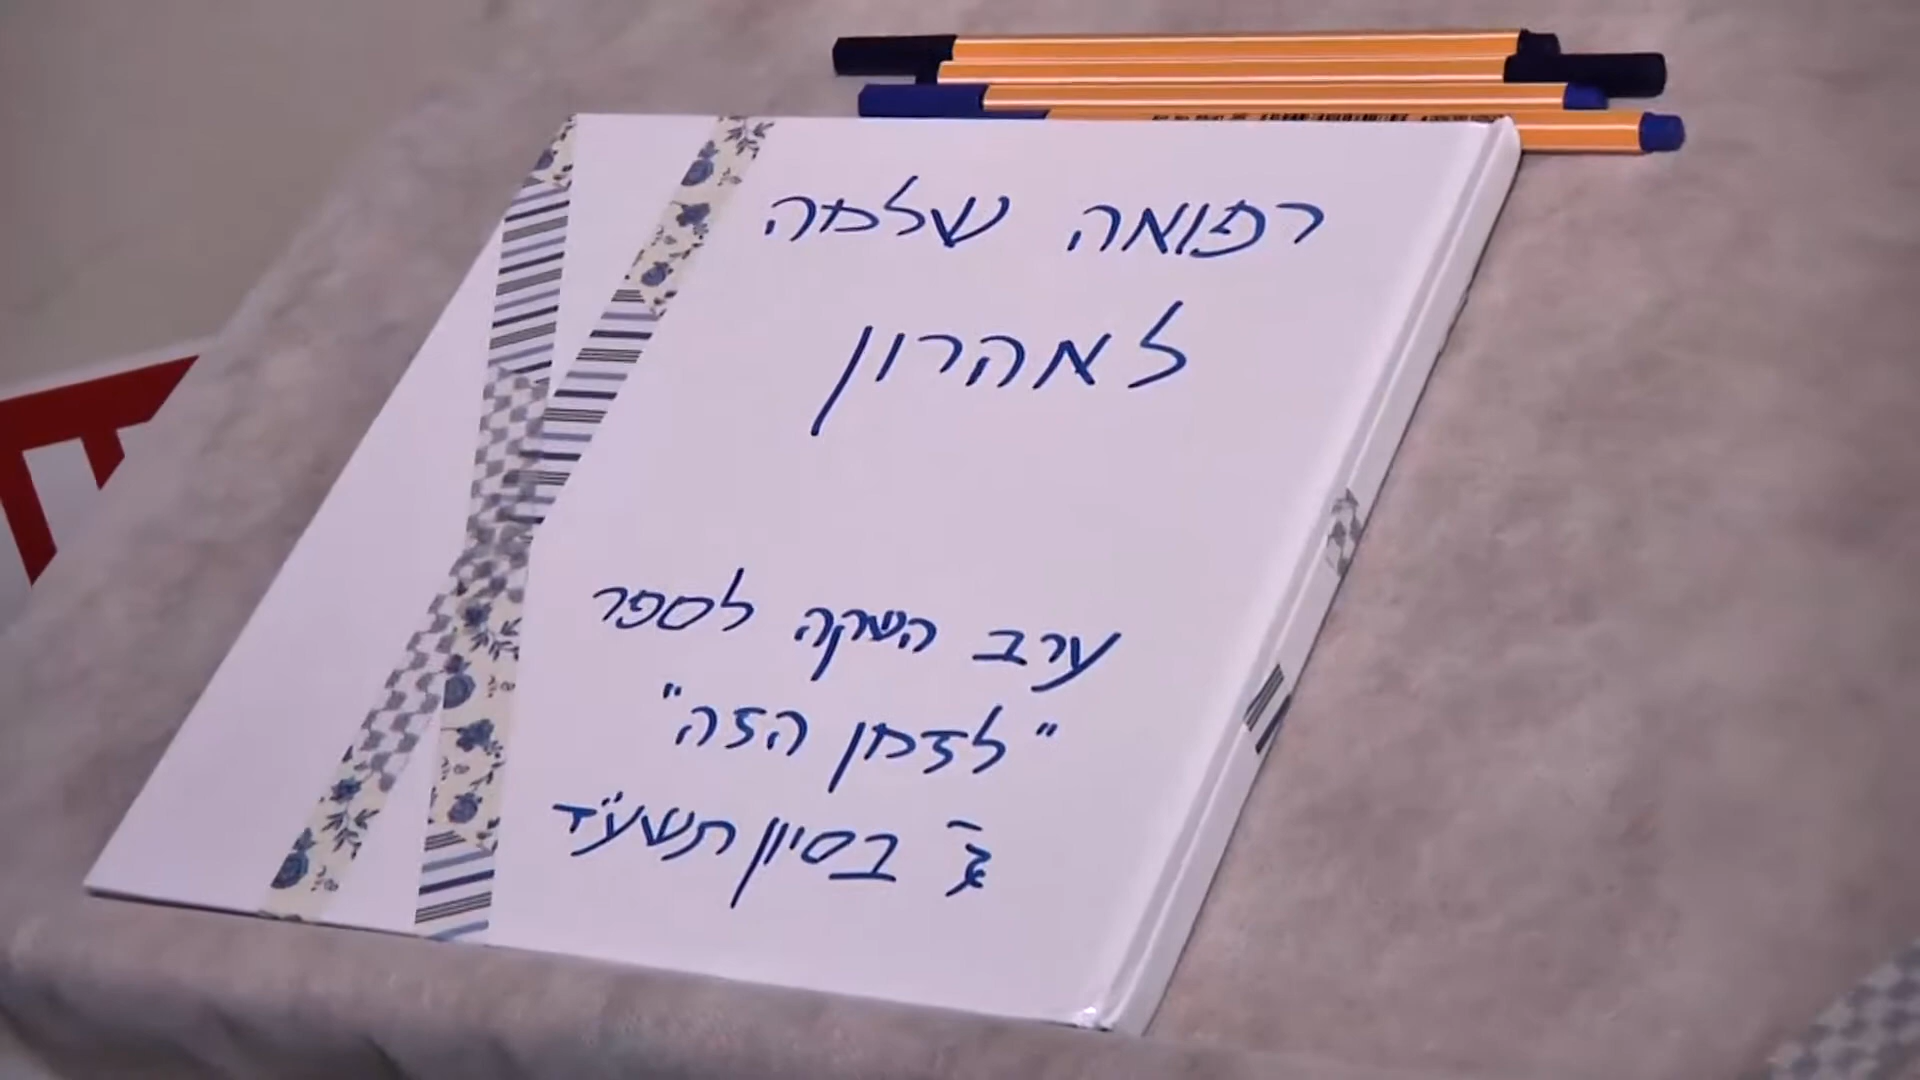 רפואה שלמה
לאהרון
ערב השקה לספר
"לזמן הזה"
בסיון תשע"ד